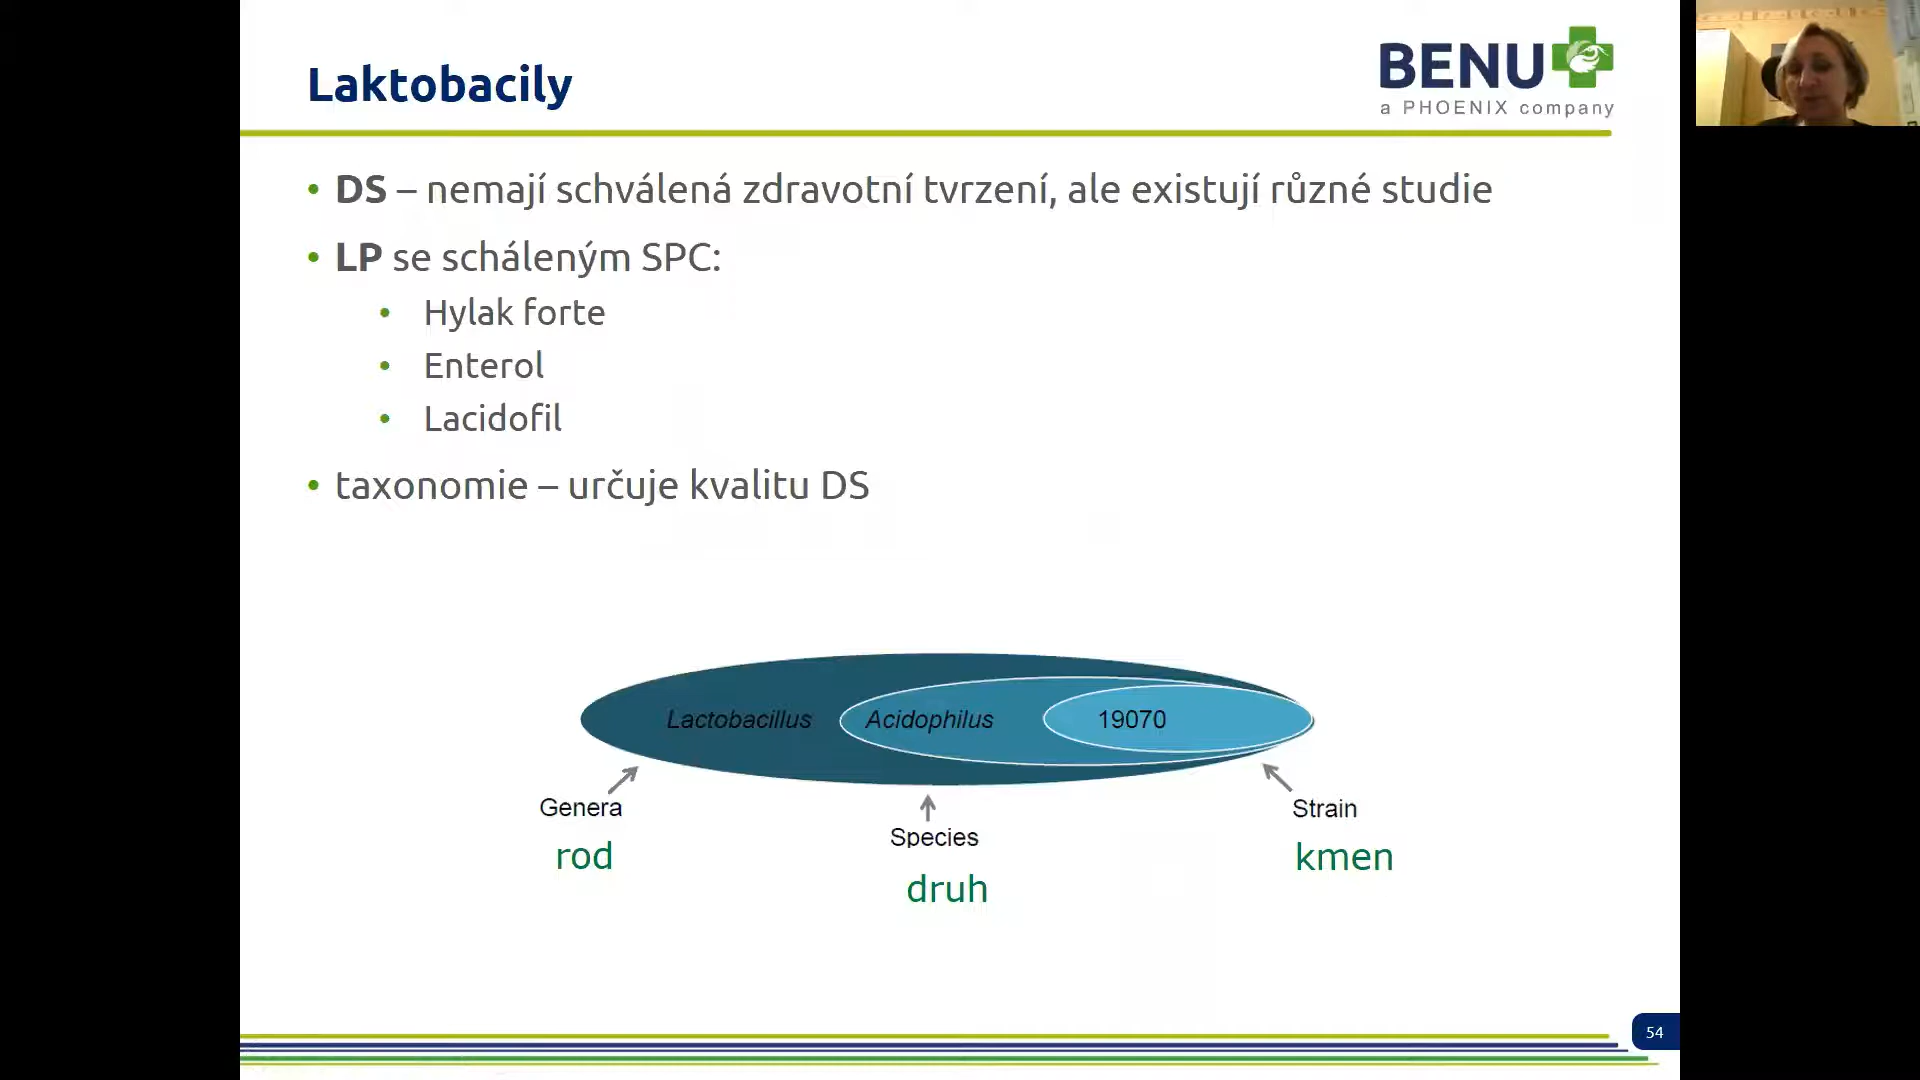 Laktobacily
BENU
a PHOENIX company
• DS – nemají schválená zdravotní tvrzení, ale existují různé studie
• LP se scháleným SPC:
• Hylak forte
• Enterol
• Lacidofil
• taxonomie – určuje kvalitu DS
Lactobacillus Acidophilus 19070
Genera Species Strain
rod druh kmen
54